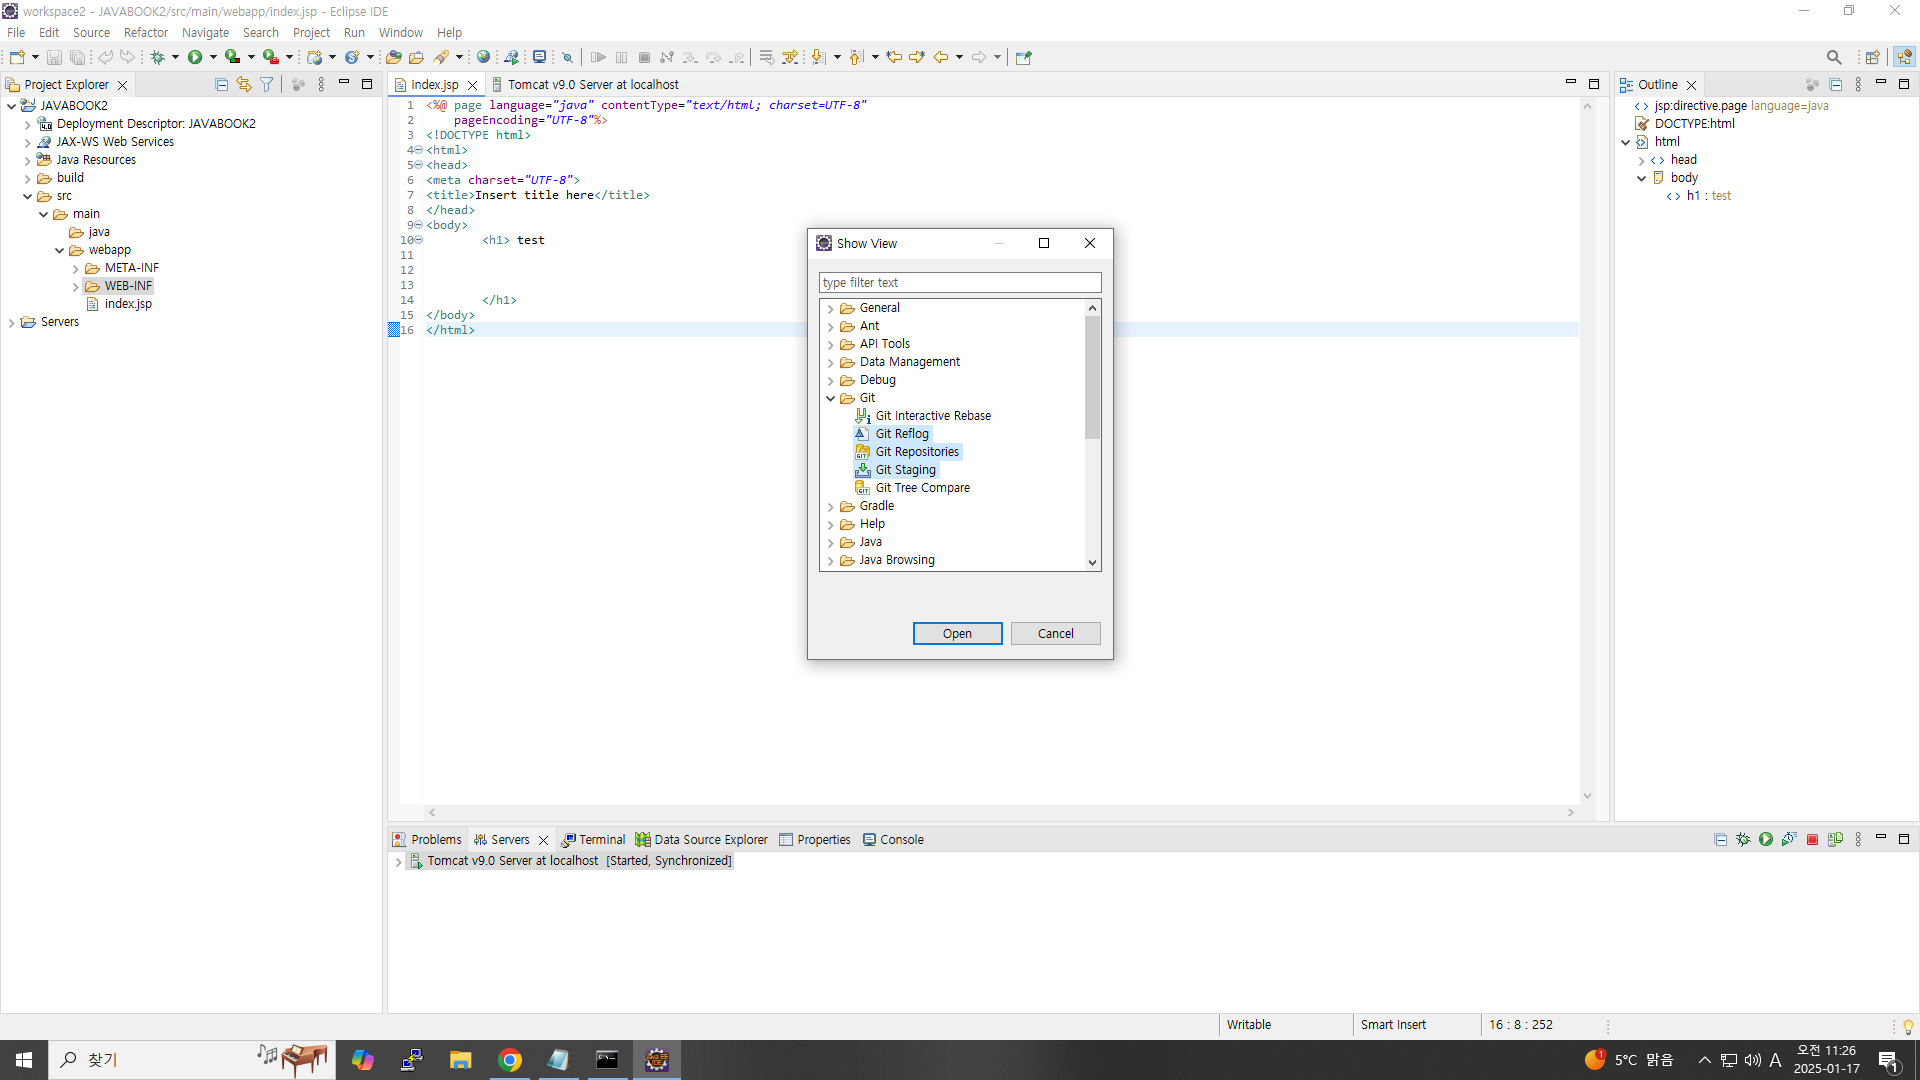 workspace2 - JAVABOOK2/src/main/webapp/index.jsp - Eclipse IDE
File Edit Source Refactor Navigate Search Project Run Window Help
Project Explorer
JAVABOOK2
Deployment Descriptor: JAVABOOK2
JAX-WS Web Services
Java Resources
build
src
main
java
webapp
META-INF
WEB-INF
index.jsp
Servers
index.jsp
Tomcat v9.0 Server at localhost
1 <%@ page language="java" contentType="text/html; charset=UTF-8"
2 pageEncoding="UTF-8"%>
3 <!DOCTYPE html>
4 <html>
5 <head>
6 <meta charset="UTF-8">
7 <title>Insert title here</title>
8 </head>
9 <body>
10 <h1> test
11
12
13
14 </h1>
15 </body>
16 </html>
Show View
type filter text
General
Ant
API Tools
Data Management
Debug
Git
Git Interactive Rebase
Git Reflog
Git Repositories
Git Staging
Git Tree Compare
Gradle
Help
Java
Java Browsing
Open Cancel
Outline
jsp:directive.page language=java
DOCTYPE:html
html
head
body
h1 : test
Problems Servers Terminal Data Source Explorer Properties Console
Tomcat v9.0 Server at localhost [Started, Synchronized]
Writable Smart Insert 16 : 8 : 252
찾기
1 5°C 맑음 A 오전 11:26
2025-01-17 1